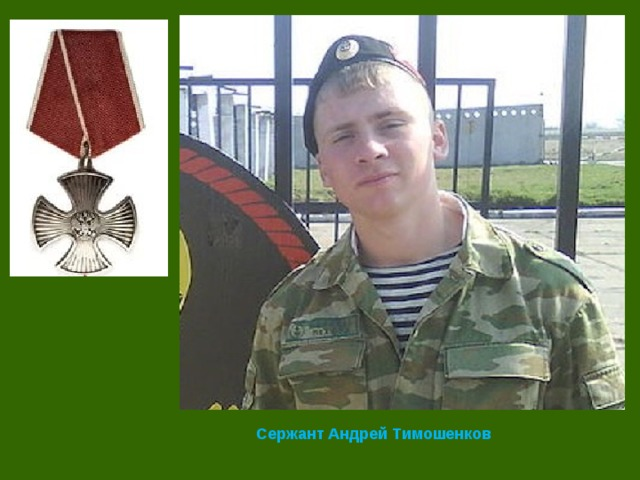 Сержант Андрей Тимошенков